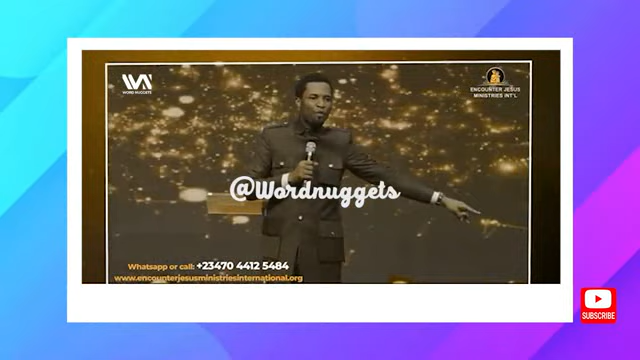 WORD NUGGETS
ENCOUNTER JESUS
MINISTRIES INT'L
@Wordnuggets
Whatsapp or call: +23470 4412 5484
www.encounterjesusministriesinternational.org
SUBSCRIBE